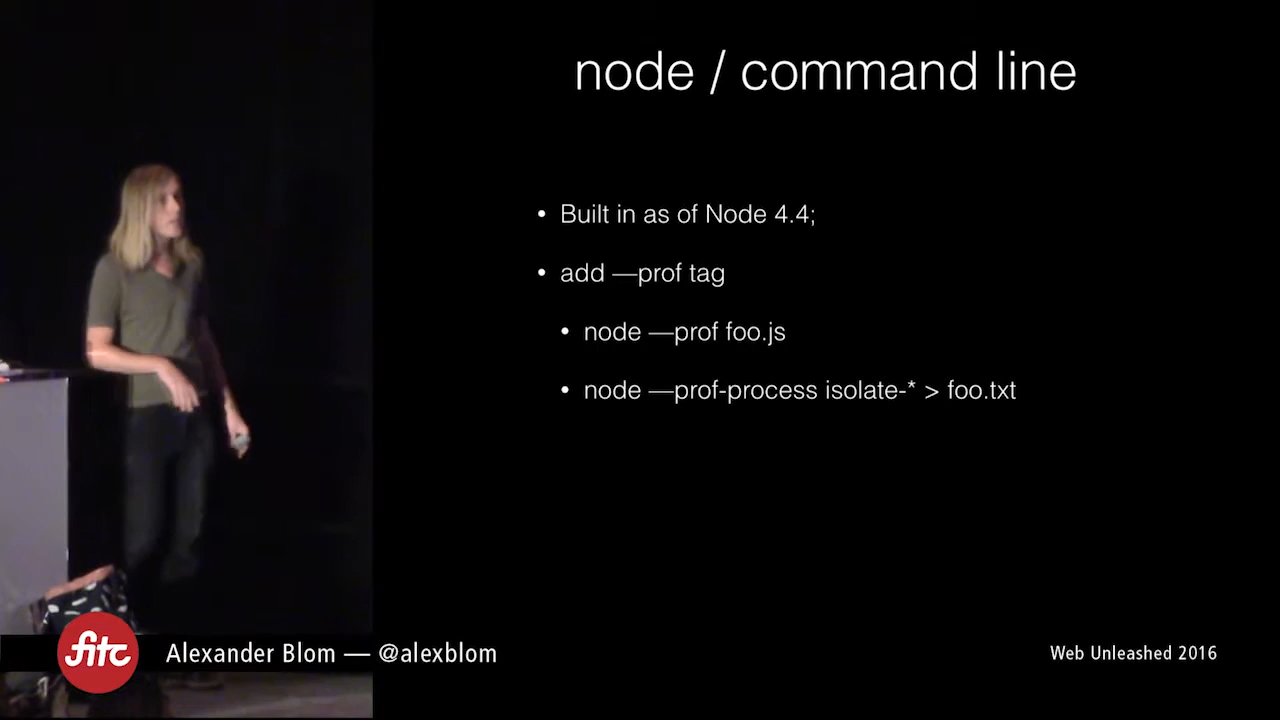 node / command line
• Built in as of Node 4.4;
• add —prof tag
• node —prof foo.js
• node —prof-process isolate-* > foo.txt
fitc
Alexander Blom — @alexblom
Web Unleashed 2016